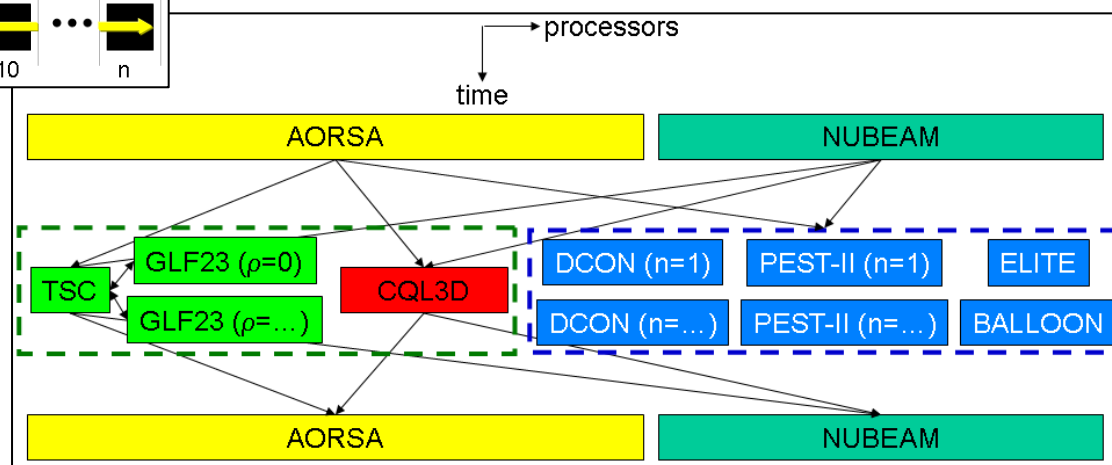 •••
10 n
processors
time
AORSA NUBEAM
GLF23 (ρ=0) DCON (n=1) PEST-II (n=1) ELITE
TSC CQL3D
GLF23 (ρ=...) DCON (n=...) PEST-II (n=...) BALLOON
AORSA NUBEAM